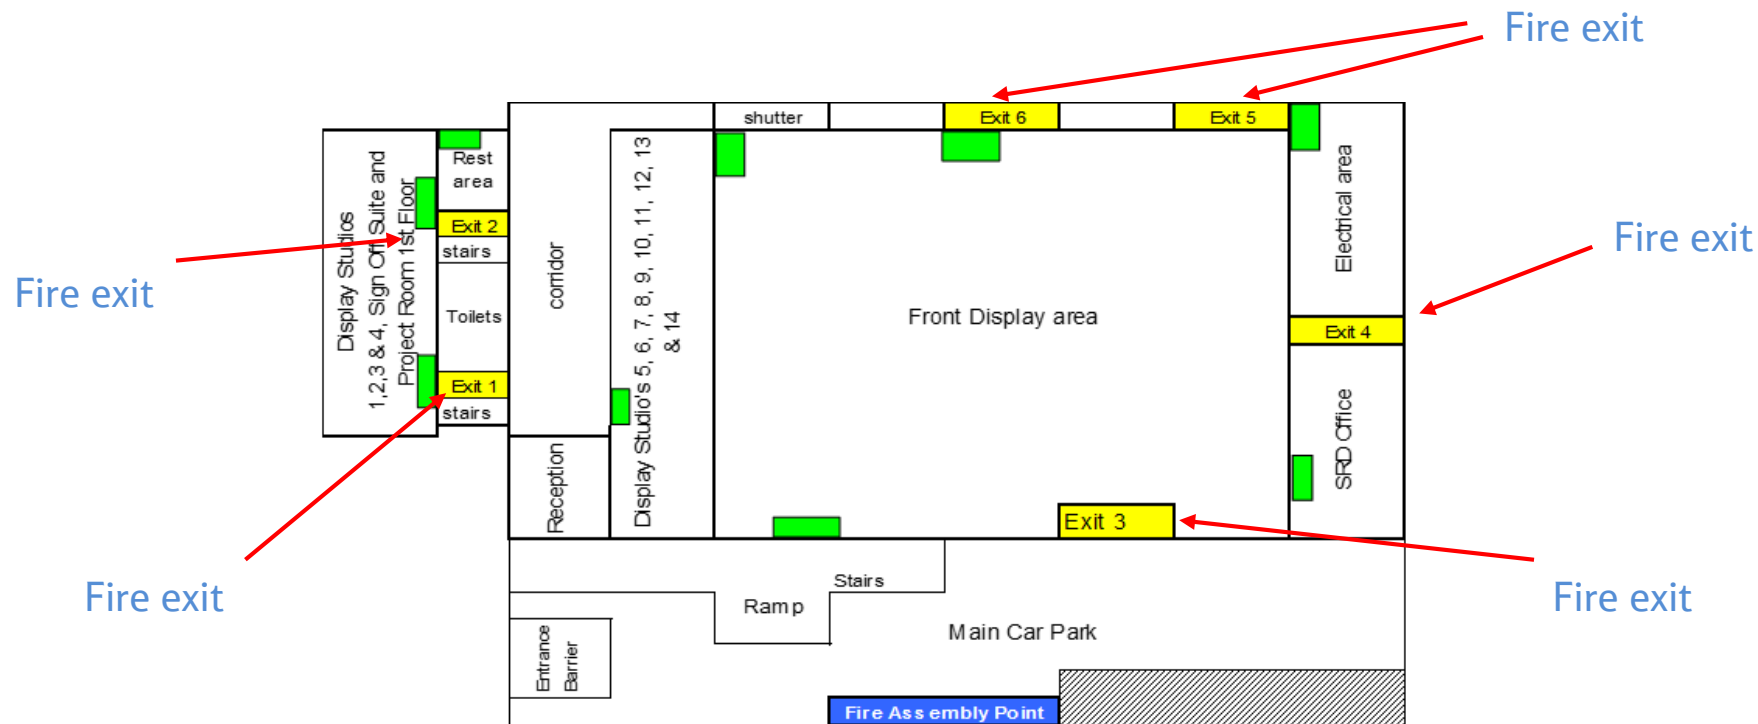 Fire exit
shutter
Exit 6
Exit 5
Rest
area
Exit 2
stairs
Toilets
Exit 1
stairs
Display Studios
1,2,3 & 4, Sign Off Suite and
Project Room 1st Floor
corridor
Reception
Display Studio's 5, 6, 7, 8, 9, 10, 11, 12, 13
& 14
Front Display area
Electrical area
Exit 4
SRD Office
Exit 3
Fire exit
Fire exit
Fire exit
Fire exit
Stairs
Ramp
Main Car Park
Entrance
Barrier
Fire Assembly Point